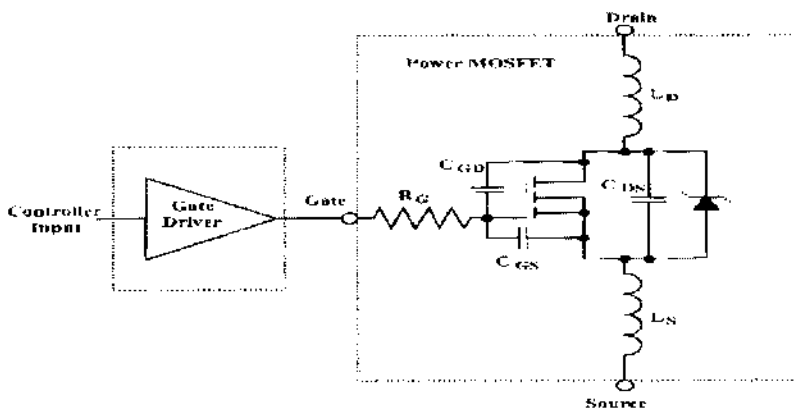 Drain
Power MOSFET
L D
C GD
C DS
Gate
R G
Gate
Driver
Controller
Input
C GS
L S
Source